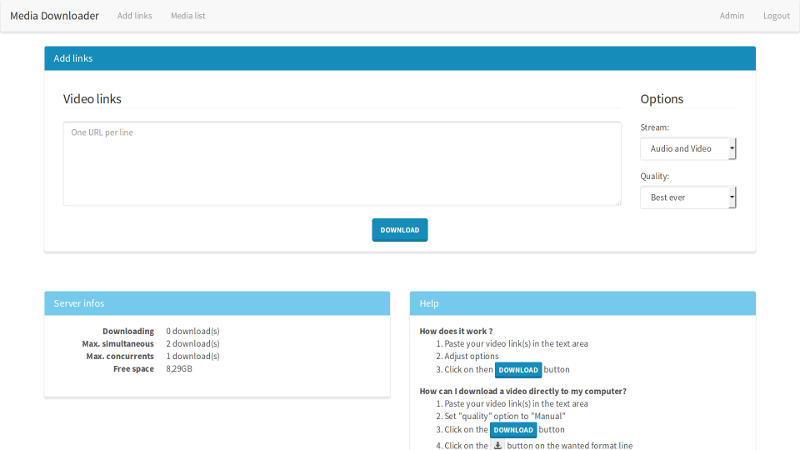 Media Downloader Add links Media list Admin Logout
Add links
Video links
One URL per line
Options
Stream:
Audio and Video
Quality:
Best ever
DOWNLOAD
Server infos
Downloading 0 download(s)
Max. simultaneous 2 download(s)
Max. concurrents 1 download(s)
Free space 8,29GB
Help
How does it work ?
1. Paste your video link(s) in the text area
2. Adjust options
3. Click on then DOWNLOAD button
How can I download a video directly to my computer?
1. Paste your video link(s) in the text area
2. Set "quality" option to "Manual"
3. Click on the DOWNLOAD button
4. Click on the button on the wanted format line